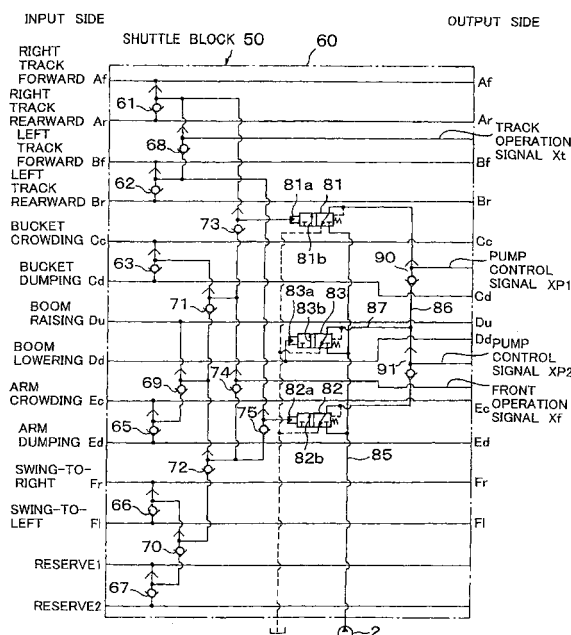 INPUT SIDE
OUTPUT SIDE
SHUTTLE BLOCK 50
60
RIGHT
TRACK
FORWARD Af
Af
RIGHT
TRACK
REARWARD Ar
61
Ar
LEFT
TRACK
FORWARD Bf
68
TRACK
OPERATION
SIGNAL Xt
Bf
LEFT
TRACK
REARWARD Br
62
Br
73
81a 81
81b
BUCKET
CROWDING Cc
Cc
63
90
PUMP
CONTROL
SIGNAL XP1
BUCKET
DUMPING Cd
Cd
71
86
BOOM
RAISING Du
Du
83a 83 87
83b
BOOM
LOWERING Dd
Dd
PUMP
CONTROL
SIGNAL XP2
69
74
91
ARM
CROWDING Ec
Ec
FRONT
OPERATION
SIGNAL Xf
65
75
82a 82
82b
ARM
DUMPING Ed
Ed
72
85
SWING-TO-
RIGHT Fr
Fr
66
SWING-TO-
LEFT Fl
Fl
70
RESERVE1
67
RESERVE2
2